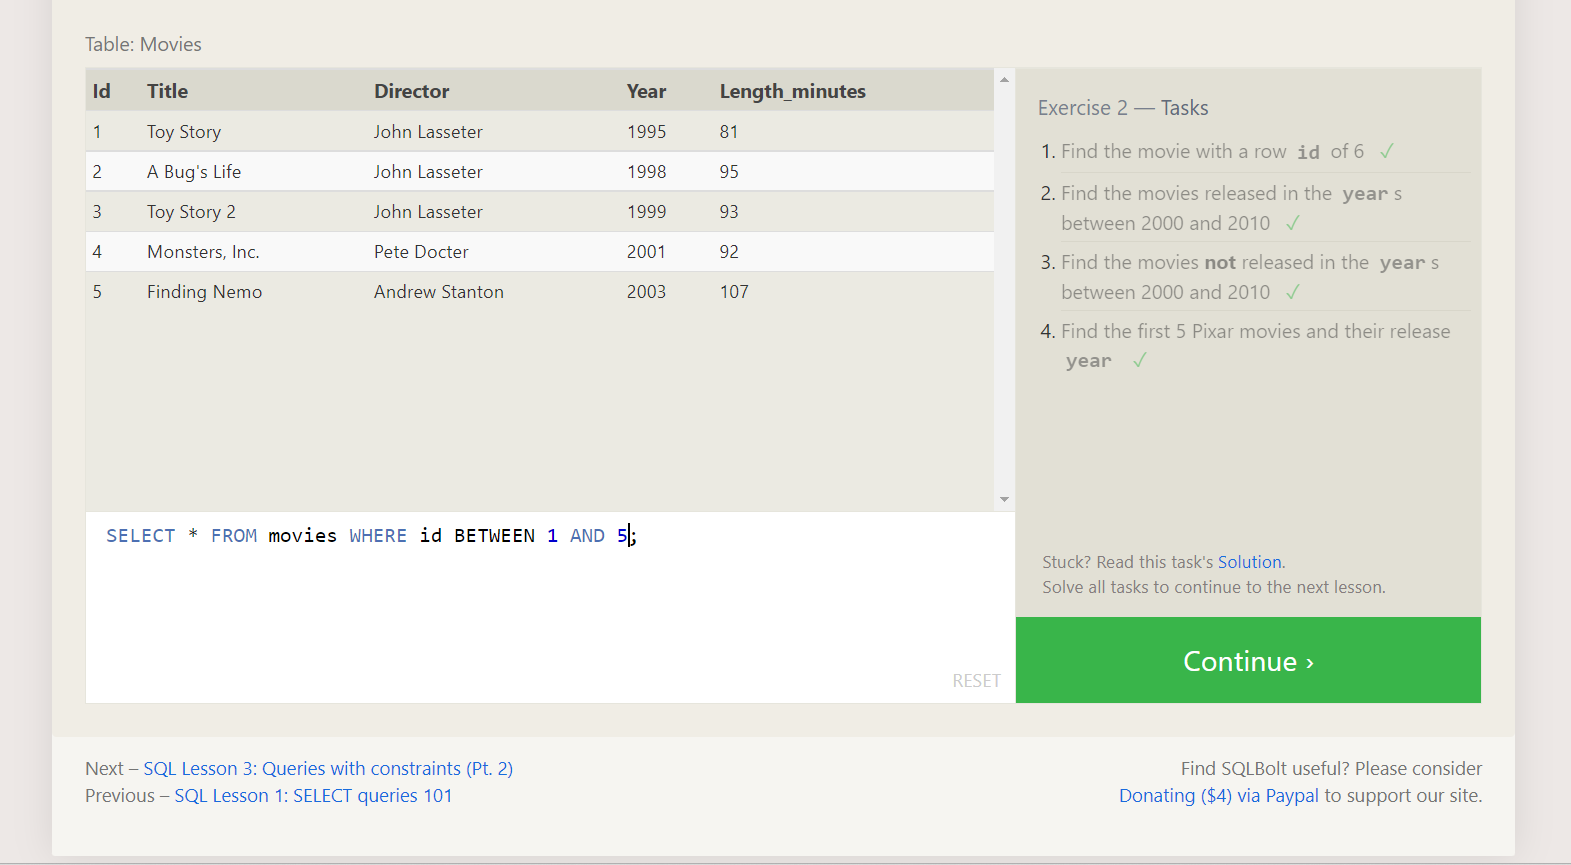 Table: Movies
Id Title Director Year Length_minutes
1 Toy Story John Lasseter 1995 81
2 A Bug's Life John Lasseter 1998 95
3 Toy Story 2 John Lasseter 1999 93
4 Monsters, Inc. Pete Docter 2001 92
5 Finding Nemo Andrew Stanton 2003 107
SELECT * FROM movies WHERE id BETWEEN 1 AND 5;
RESET
Exercise 2 — Tasks
1. Find the movie with a row id of 6 ✓
2. Find the movies released in the year s
between 2000 and 2010 ✓
3. Find the movies not released in the year s
between 2000 and 2010 ✓
4. Find the first 5 Pixar movies and their release
year ✓
Stuck? Read this task's Solution.
Solve all tasks to continue to the next lesson.
Continue ›
Next – SQL Lesson 3: Queries with constraints (Pt. 2)
Previous – SQL Lesson 1: SELECT queries 101
Find SQLBolt useful? Please consider
Donating ($4) via Paypal to support our site.